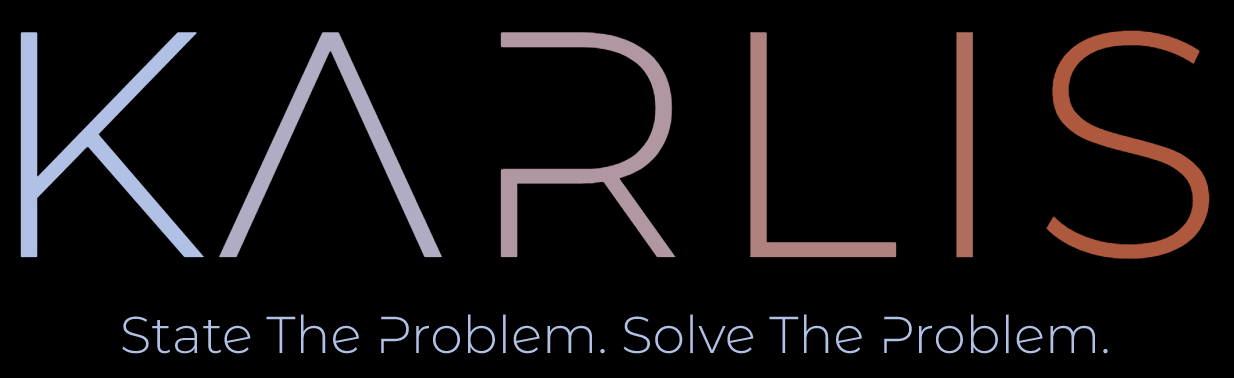 KARLIS
State The Problem. Solve The Problem.